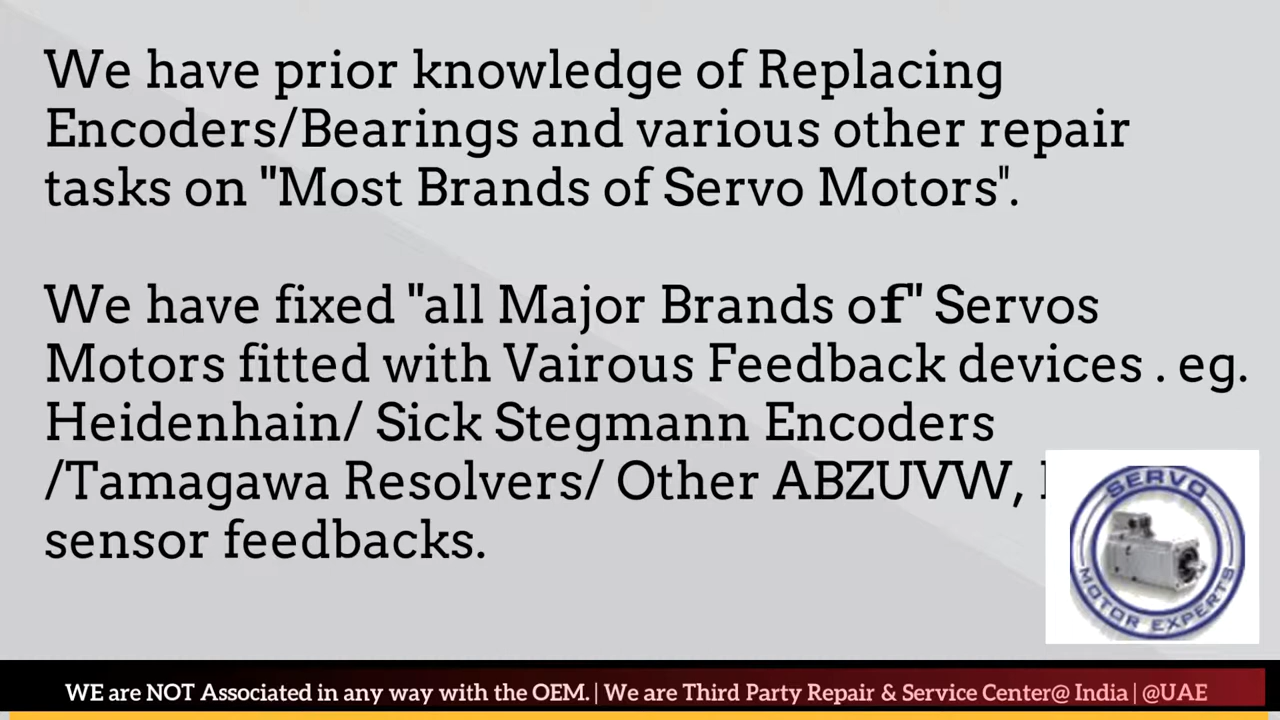 We have prior knowledge of Replacing
Encoders/Bearings and various other repair
tasks on "Most Brands of Servo Motors".
We have fixed "all Major Brands of" Servos
Motors fitted with Vairous Feedback devices . eg.
Heidenhain/ Sick Stegmann Encoders
/Tamagawa Resolvers/ Other ABZUVW,
sensor feedbacks.
SERVO
MOTOR EXPERTS
WE are NOT Associated in any way with the OEM. | We are Third Party Repair & Service Center@ India | @UAE